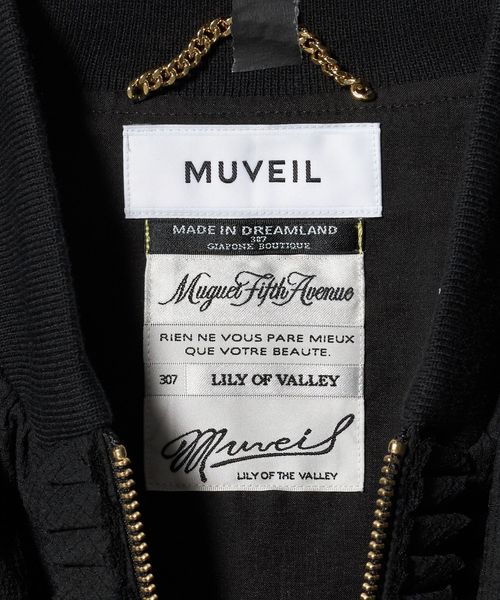 MUVEIL
MADE IN DREAMLAND
307
GIAPONE BOUTIQUE
Muguet Fifth Avenue
RIEN NE VOUS PARE MIEUX
QUE VOTRE BEAUTE.
307 LILY OF VALLEY
Muveil
LILY OF THE VALLEY